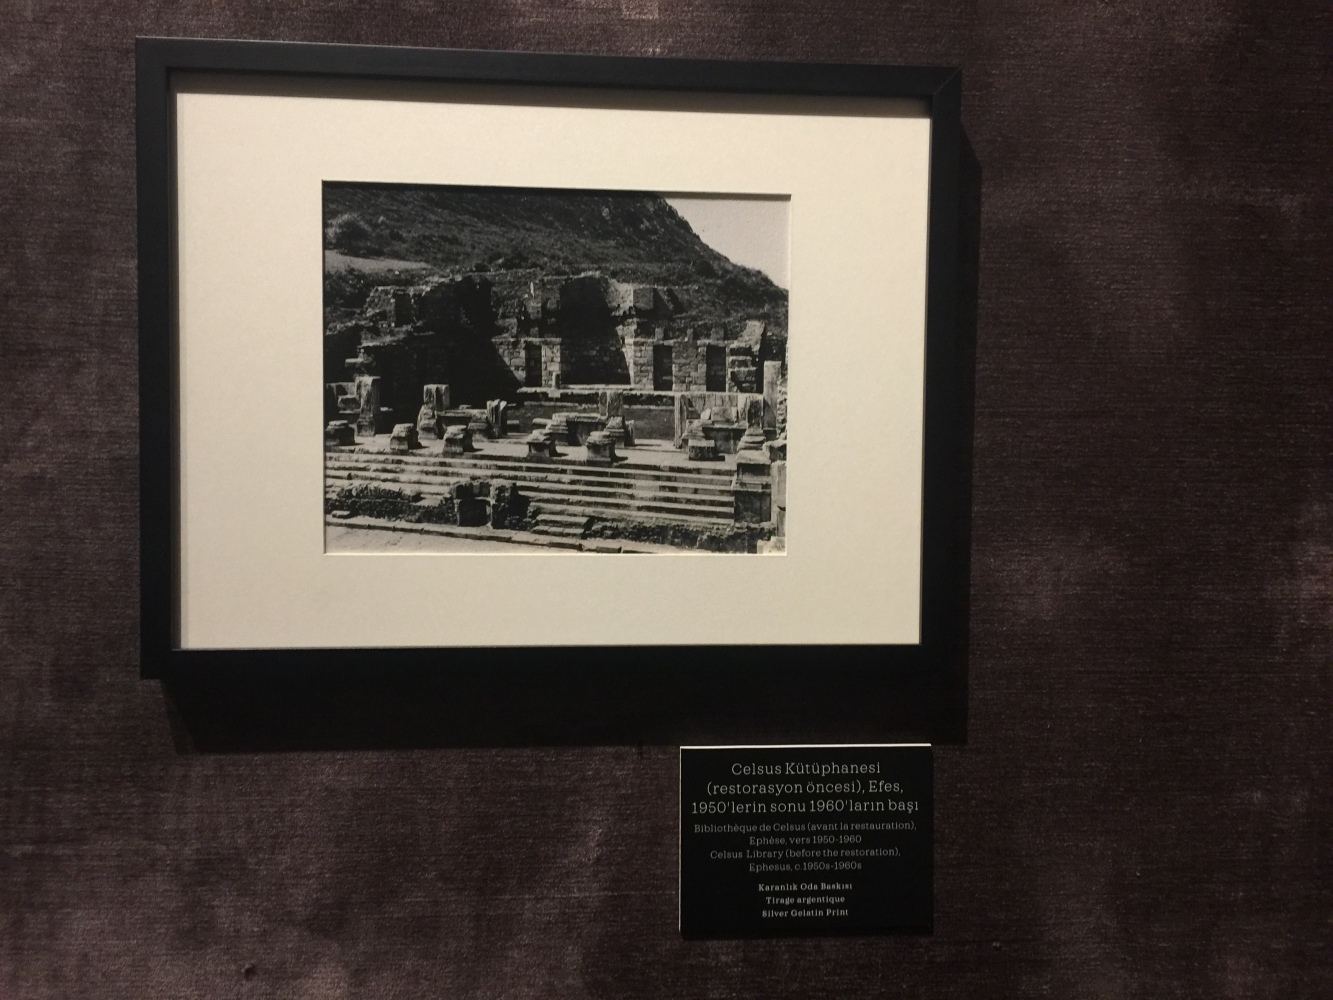 Celsus Kütüphanesi
(restorasyon öncesi), Efes,
1950'lerin sonu 1960'ların başı
Bibliothèque de Celsus (avant la restauration),
Ephèse, vers 1950-1960
Celsus Library (before the restoration),
Ephesus, c.1950s-1960s
Karanlık Oda Baskısı
Tirage argentique
Silver Gelatin Print